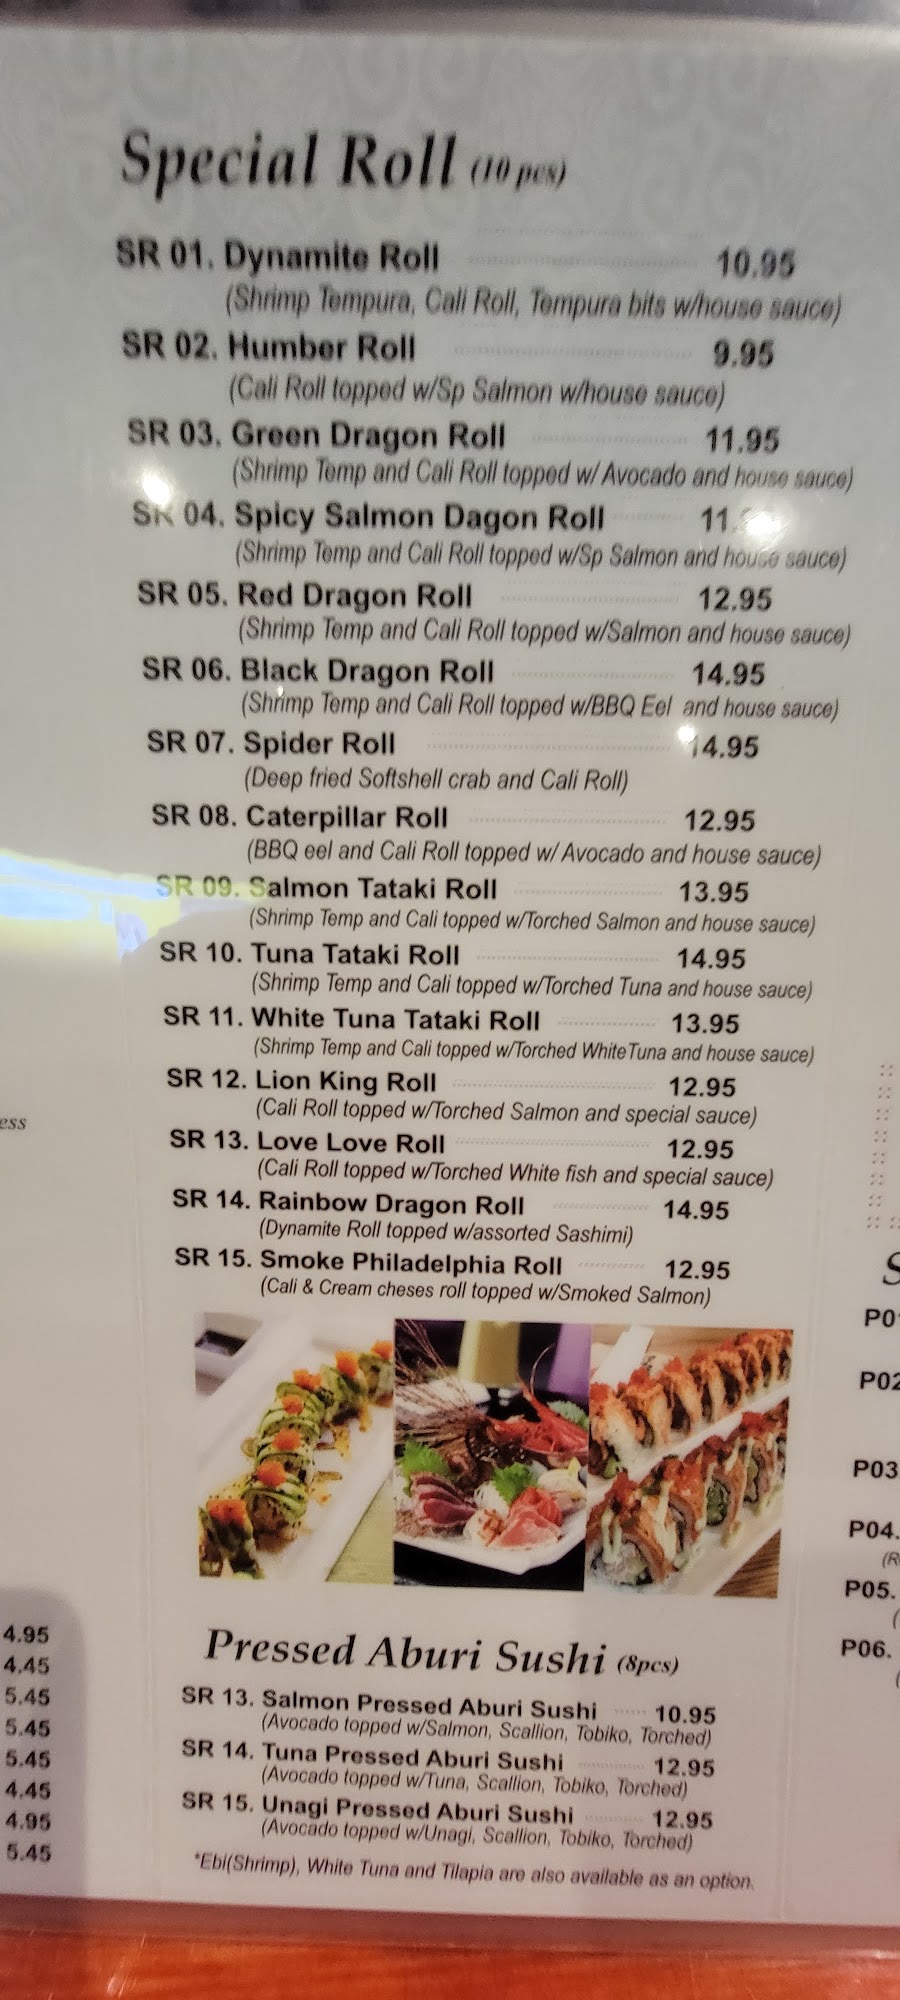 Special Roll (10 pcs)
SR 01. Dynamite Roll 10.95
(Shrimp Tempura, Cali Roll, Tempura bits w/house sauce)
SR 02. Humber Roll 9.95
(Cali Roll topped w/Sp Salmon w/house sauce)
SR 03. Green Dragon Roll 11.95
(Shrimp Temp and Cali Roll topped w/ Avocado and house sauce)
SR 04. Spicy Salmon Dagon Roll
(Shrimp Temp and Cali Roll topped w/Sp Salmon and house sauce)
SR 05. Red Dragon Roll 12.95
(Shrimp Temp and Cali Roll topped w/Salmon and house sauce)
SR 06. Black Dragon Roll 14.95
(Shrimp Temp and Cali Roll topped w/BBQ Eel and house sauce)
SR 07. Spider Roll 14.95
(Deep fried Softshell crab and Cali Roll)
SR 08. Caterpillar Roll 12.95
(BBQ eel and Cali Roll topped w/ Avocado and house sauce)
SR 09. Salmon Tataki Roll 13.95
(Shrimp Temp and Cali topped w/Torched Salmon and house sauce)
SR 10. Tuna Tataki Roll 14.95
(Shrimp Temp and Cali topped w/Torched Tuna and house sauce)
SR 11. White Tuna Tataki Roll 13.95
(Shrimp Temp and Cali topped w/Torched WhiteTuna and house sauce)
SR 12. Lion King Roll 12.95
(Cali Roll topped w/Torched Salmon and special sauce)
SR 13. Love Love Roll 12.95
(Cali Roll topped w/Torched White fish and special sauce)
SR 14. Rainbow Dragon Roll 14.95
(Dynamite Roll topped w/assorted Sashimi)
SR 15. Smoke Philadelphia Roll 12.95
(Cali & Cream cheses roll topped w/Smoked Salmon)
Pressed Aburi Sushi (8pcs)
SR 13. Salmon Pressed Aburi Sushi 10.95
(Avocado topped w/Salmon, Scallion, Tobiko, Torched)
SR 14. Tuna Pressed Aburi Sushi 12.95
(Avocado topped w/Tuna, Scallion, Tobiko, Torched)
SR 15. Unagi Pressed Aburi Sushi 12.95
(Avocado topped w/Unagi, Scallion, Tobiko, Torched)
*Ebi(Shrimp), White Tuna and Tilapia are also available as an option.
ess
4.95
4.45
5.45
5.45
5.45
4.45
4.95
5.45
S
P01
P02
P03
P04.
(R
P05.
(
P06.
(